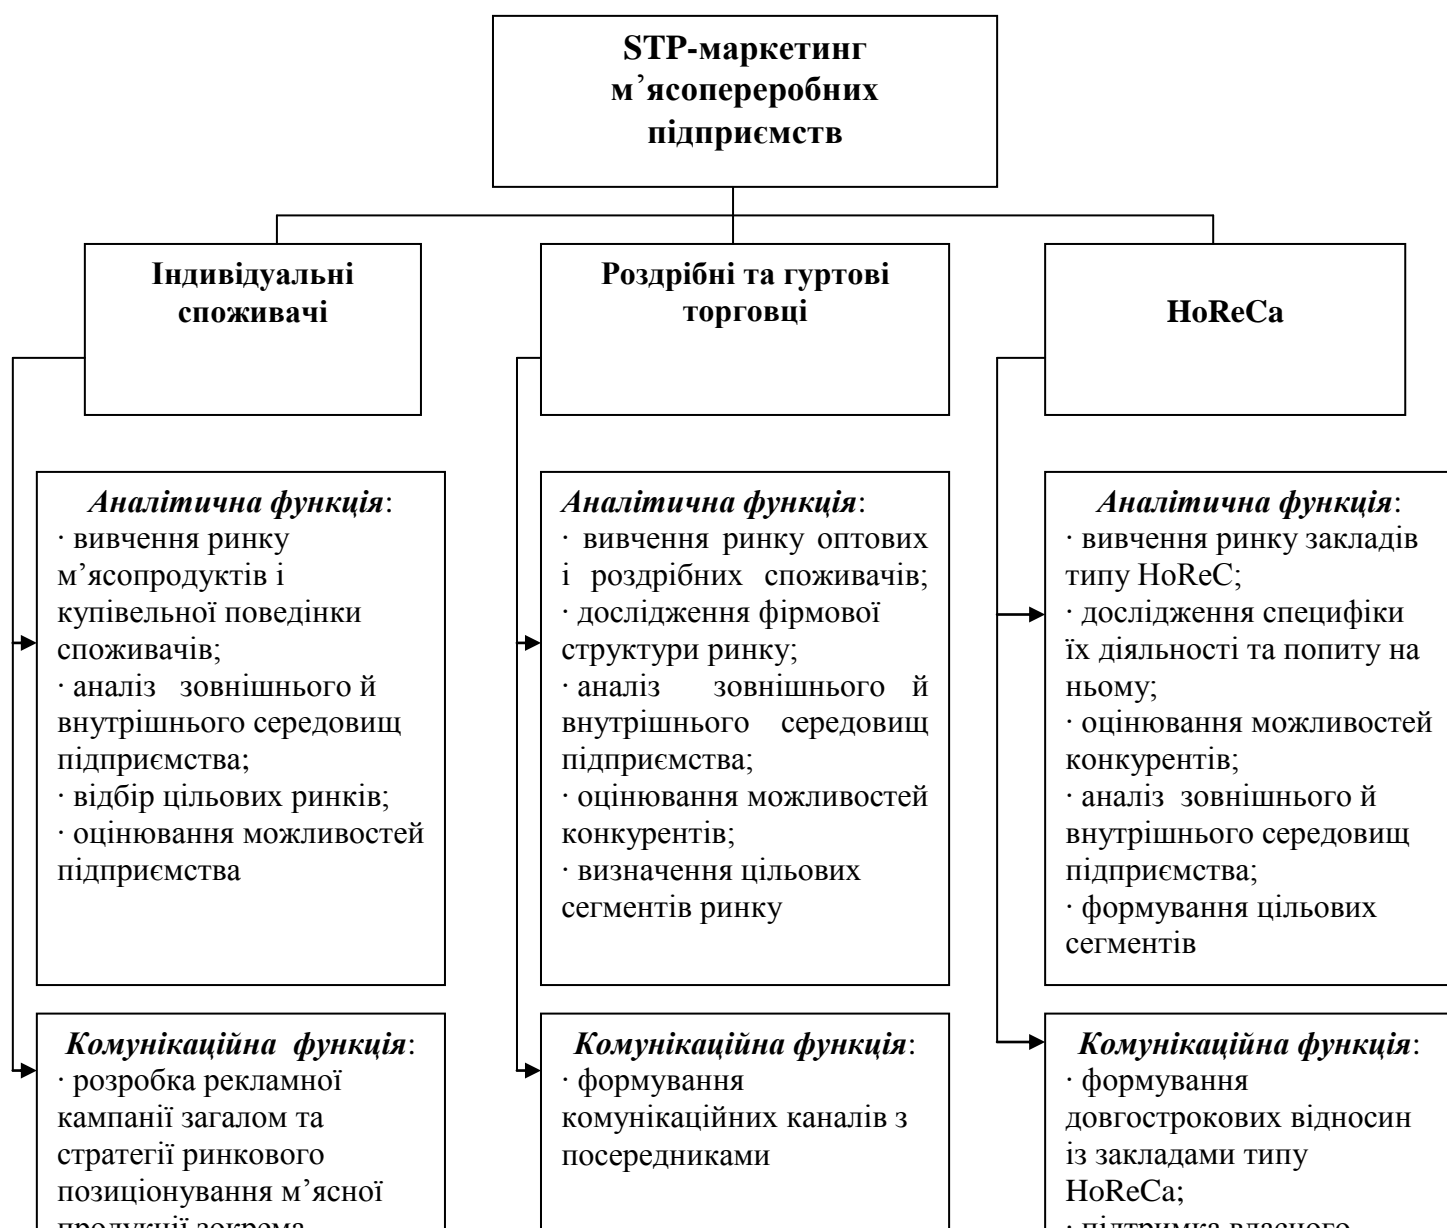 STP-маркетинг
м’ясопереробних
підприємств
Індивідуальні
споживачі
Роздрібні та гуртові
торговці
HoReCa
Аналітична функція:
· вивчення ринку
м’ясопродуктів і
купівельної поведінки
споживачів;
· аналіз зовнішнього й
внутрішнього середовищ
підприємства;
· відбір цільових ринків;
· оцінювання можливостей
підприємства
Аналітична функція:
· вивчення ринку оптових
і роздрібних споживачів;
· дослідження фірмової
структури ринку;
· аналіз зовнішнього й
внутрішнього середовищ
підприємства;
· оцінювання можливостей
конкурентів;
· визначення цільових
сегментів ринку
Аналітична функція:
· вивчення ринку закладів
типу HoReC;
· дослідження специфіки
їх діяльності та попиту на
ньому;
· оцінювання можливостей
конкурентів;
· аналіз зовнішнього й
внутрішнього середовищ
підприємства;
· формування цільових
сегментів
Комунікаційна функція:
· розробка рекламної
кампанії загалом та
стратегії ринкового
позиціонування м’ясної
продукції зокрема
Комунікаційна функція:
· формування
комунікаційних каналів з
посередниками
Комунікаційна функція:
· формування
довгострокових відносин
із закладами типу
HoReCa;
· підтримка власного